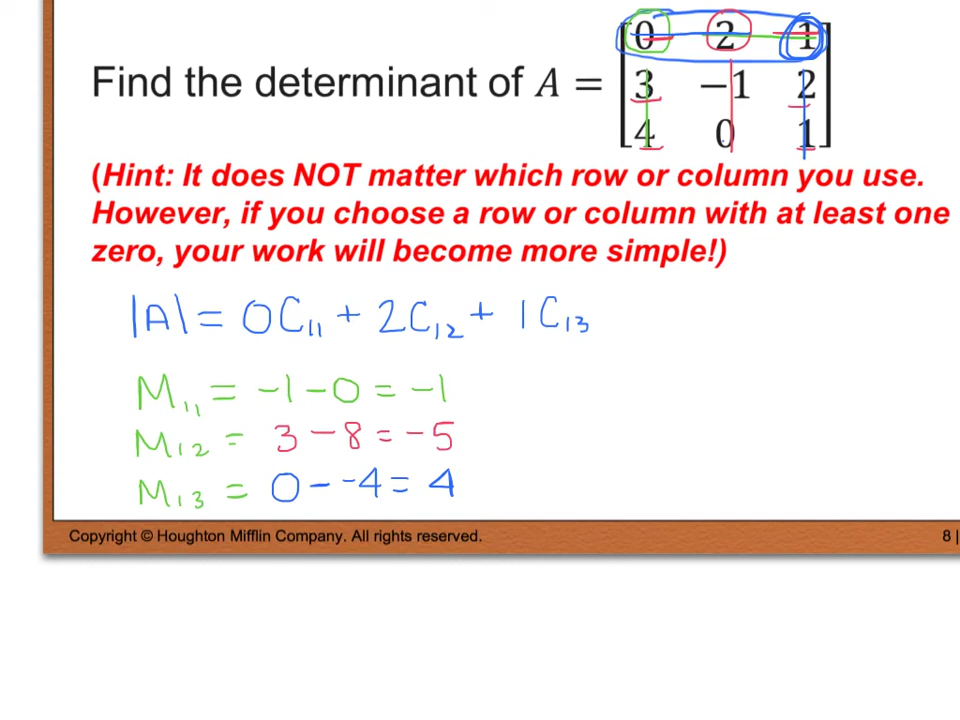 0 2 1
Find the determinant of A = 3 −1 2
4 0 1
(Hint: It does NOT matter which row or column you use.
However, if you choose a row or column with at least one
zero, your work will become more simple!)
|A| = 0C₁₁ + 2C₁₂ + 1C₁₃
M₁₁ = -1 - 0 = -1
M₁₂ = 3 - 8 = -5
M₁₃ = 0 - -4 = 4
Copyright © Houghton Mifflin Company. All rights reserved.
8 |